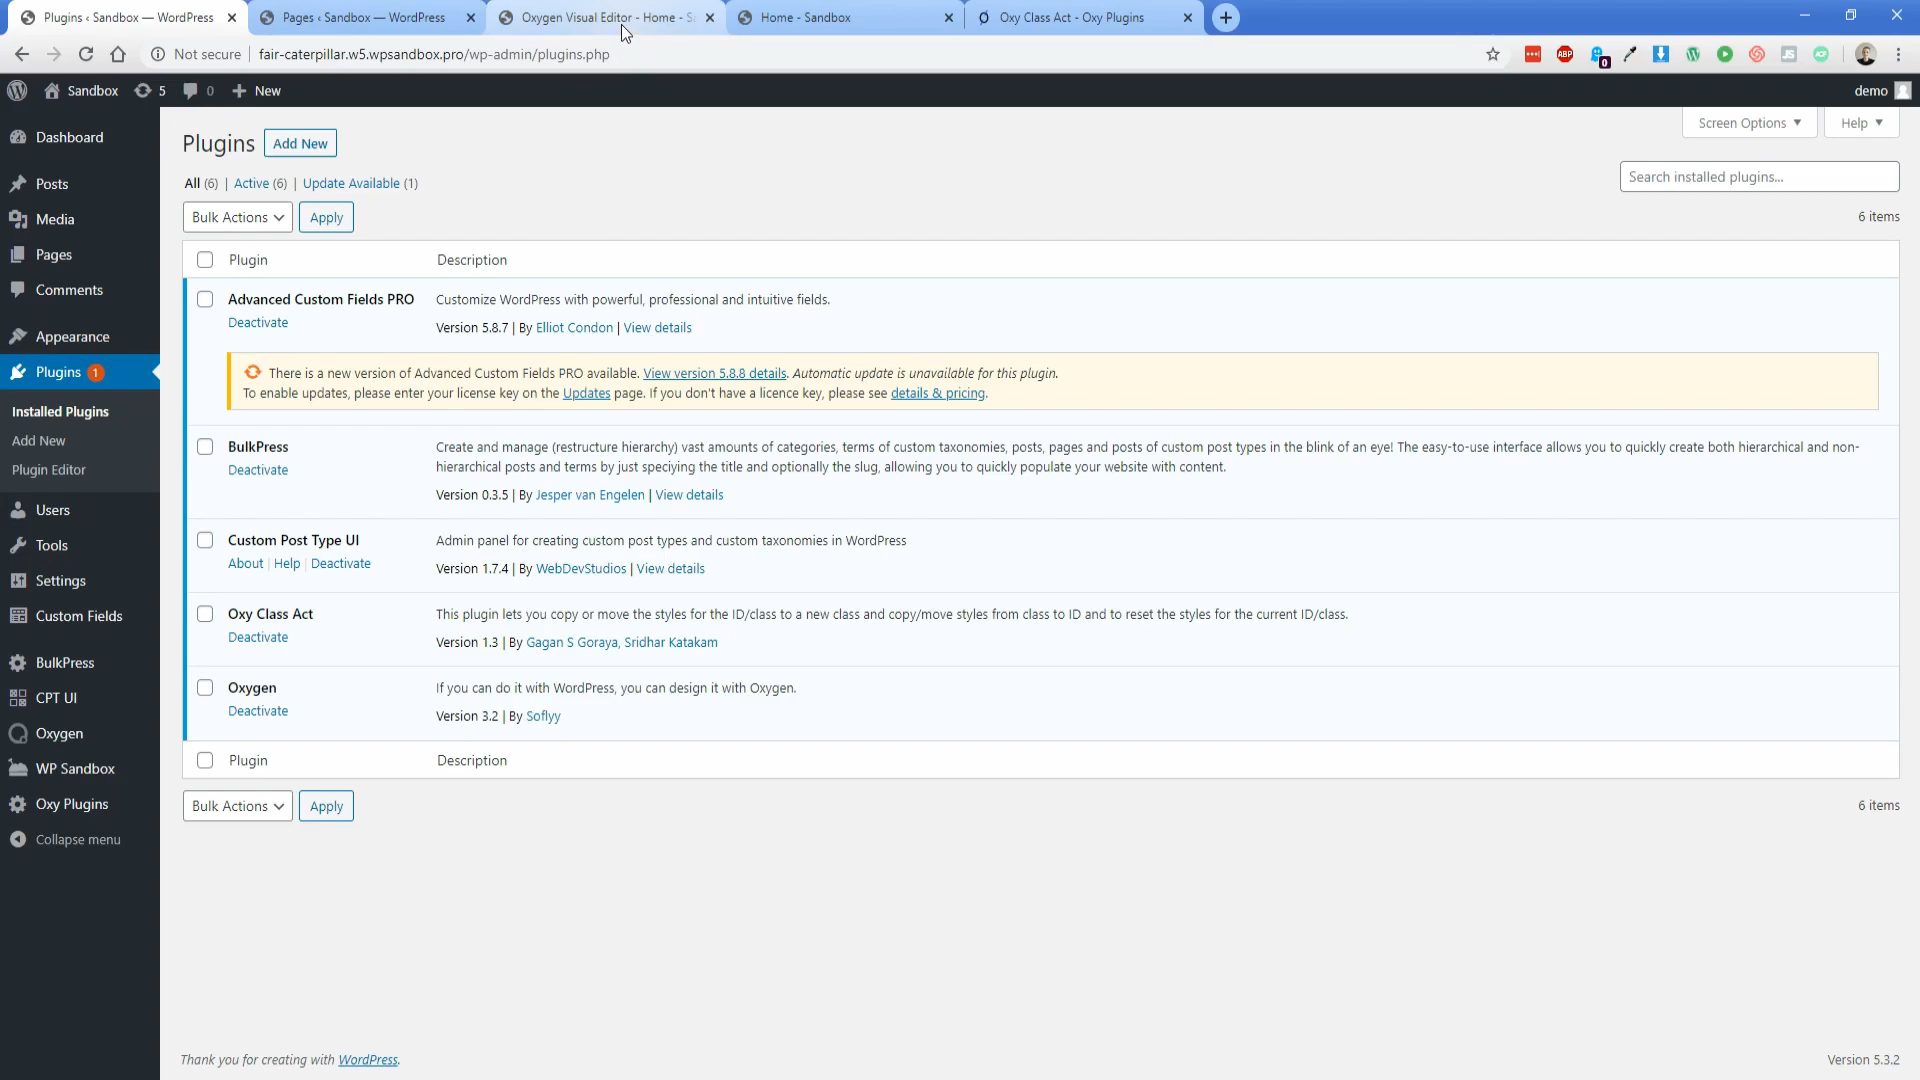 Plugins ‹ Sandbox — WordPress
Pages ‹ Sandbox — WordPress
Oxygen Visual Editor - Home - S
Home - Sandbox
Oxy Class Act - Oxy Plugins
Not secure
fair-caterpillar.w5.wpsandbox.pro/wp-admin/plugins.php
ABP
0
JS
Sandbox
5
0
New
demo
Screen Options
Help
Dashboard
Posts
Media
Pages
Comments
Appearance
Plugins 1
Installed Plugins
Add New
Plugin Editor
Users
Tools
Settings
Custom Fields
BulkPress
CPT UI
Oxygen
WP Sandbox
Oxy Plugins
Collapse menu
Plugins Add New
All (6) | Active (6) | Update Available (1)
Search installed plugins...
Bulk Actions Apply
6 items
Plugin Description
Advanced Custom Fields PRO
Deactivate
Customize WordPress with powerful, professional and intuitive fields.
Version 5.8.7 | By Elliot Condon | View details
There is a new version of Advanced Custom Fields PRO available. View version 5.8.8 details. Automatic update is unavailable for this plugin.
To enable updates, please enter your license key on the Updates page. If you don't have a licence key, please see details & pricing.
BulkPress
Deactivate
Create and manage (restructure hierarchy) vast amounts of categories, terms of custom taxonomies, posts, pages and posts of custom post types in the blink of an eye! The easy-to-use interface allows you to quickly create both hierarchical and non-
hierarchical posts and terms by just speciying the title and optionally the slug, allowing you to quickly populate your website with content.
Version 0.3.5 | By Jesper van Engelen | View details
Custom Post Type UI
About | Help | Deactivate
Admin panel for creating custom post types and custom taxonomies in WordPress
Version 1.7.4 | By WebDevStudios | View details
Oxy Class Act
Deactivate
This plugin lets you copy or move the styles for the ID/class to a new class and copy/move styles from class to ID and to reset the styles for the current ID/class.
Version 1.3 | By Gagan S Goraya, Sridhar Katakam
Oxygen
Deactivate
If you can do it with WordPress, you can design it with Oxygen.
Version 3.2 | By Soflyy
Plugin Description
Bulk Actions Apply
6 items
Thank you for creating with WordPress.
Version 5.3.2